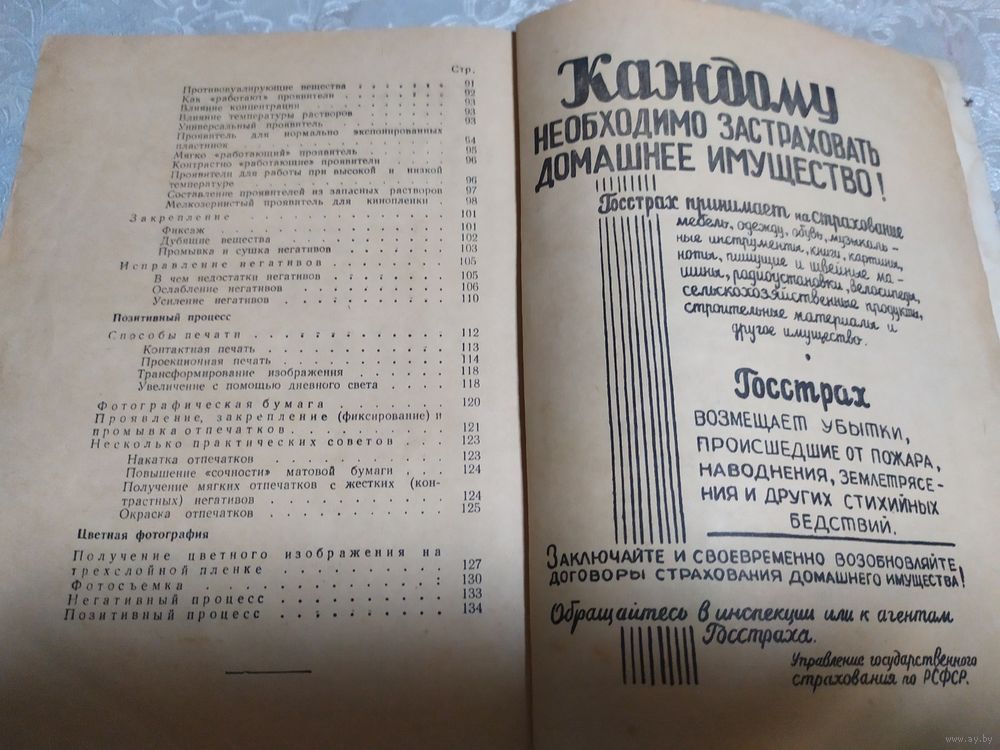 Стр.
Противовуалирующие вещества . . . . . . . 91
Как «работают» проявители . . . . . . . 92
Влияние концентрации . . . . . . . 93
Влияние температуры растворов . . . . . . . 93
Универсальный проявитель . . . . . . . 93
Проявитель для нормально экспонированных
пластинок . . . . . . . 94
Мягко «работающий» проявитель . . . . . . . 95
Контрастно «работающие» проявители . . . . 96
Проявители для работы при высокой и низкой
температуре . . . . . . . 96
Составление проявителей из запасных растворов 97
Мелкозернистый проявитель для кинопленки . . 98
Закрепление . . . . . . . 101
Фиксаж . . . . . . . 101
Дубящие вещества . . . . . . . 102
Промывка и сушка негативов . . . . . . . 103
Исправление негативов . . . . . . . 105
В чем недостатки негативов . . . . . . . 105
Ослабление негативов . . . . . . . 106
Усиление негативов . . . . . . . 110
Позитивный процесс
Способы печати . . . . . . . 112
Контактная печать . . . . . . . 113
Проекционная печать . . . . . . . 114
Трансформирование изображения . . . . . . . 118
Увеличение с помощью дневного света . . . . 118
Фотографическая бумага . . . . . . . 120
Проявление, закрепление (фиксирование) и
промывка отпечатков . . . . . . . 121
Несколько практических советов . . . . 123
Накатка отпечатков . . . . . . . 123
Повышение «сочности» матовой бумаги . . . . 124
Получение мягких отпечатков с жестких (кон-
трастных) негативов . . . . . . . 124
Окраска отпечатков . . . . . . . 125
Цветная фотография
Получение цветного изображения на
трехслойной пленке . . . . . . . 127
Фотосъемка . . . . . . . 130
Негативный процесс . . . . . . . 133
Позитивный процесс . . . . . . . 134
Каждому
НЕОБХОДИМО ЗАСТРАХОВАТЬ
ДОМАШНЕЕ ИМУЩЕСТВО!
Госстрах принимает на страхование
мебель, одежду, обувь, музыкаль-
ные инструменты, книги, картины,
ноты, пишущие и швейные ма-
шины, радиоустановки, велосипеды,
сельскохозяйственные продукты,
строительные материалы и
другое имущество.
Госстрах
ВОЗМЕЩАЕТ УБЫТКИ,
ПРОИСШЕДШИЕ ОТ ПОЖАРА,
НАВОДНЕНИЯ, ЗЕМЛЕТРЯСЕ-
НИЯ И ДРУГИХ СТИХИЙНЫХ
БЕДСТВИЙ.
ЗАКЛЮЧАЙТЕ И СВОЕВРЕМЕННО ВОЗОБНОВЛЯЙТЕ
ДОГОВОРЫ СТРАХОВАНИЯ ДОМАШНЕГО ИМУЩЕСТВА!
Обращайтесь в инспекции или к агентам
Госстраха.
Управление государственного
страхования по РСФСР.
www.ay.by